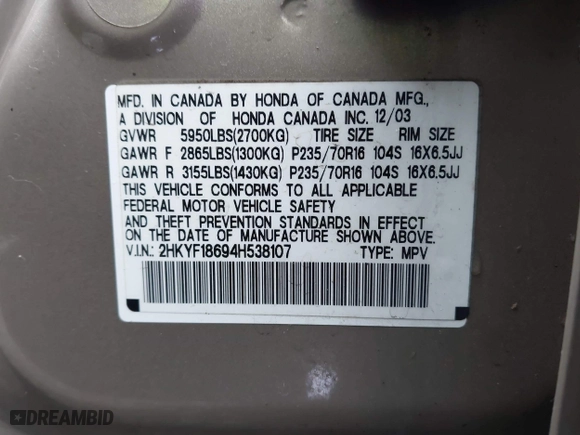 MFD. IN CANADA BY HONDA OF CANADA MFG.,
A DIVISION OF HONDA CANADA INC. 12/03
GVWR 5950LBS(2700KG) TIRE SIZE RIM SIZE
GAWR F 2865LBS(1300KG) P235/70R16 104S 16X6.5JJ
GAWR R 3155LBS(1430KG) P235/70R16 104S 16X6.5JJ
THIS VEHICLE CONFORMS TO ALL APPLICABLE
FEDERAL MOTOR VEHICLE SAFETY
AND THEFT PREVENTION STANDARDS IN EFFECT
ON THE DATE OF MANUFACTURE SHOWN ABOVE.
V.I.N.: 2HKYF18694H538107 TYPE: MPV
DREAMBID